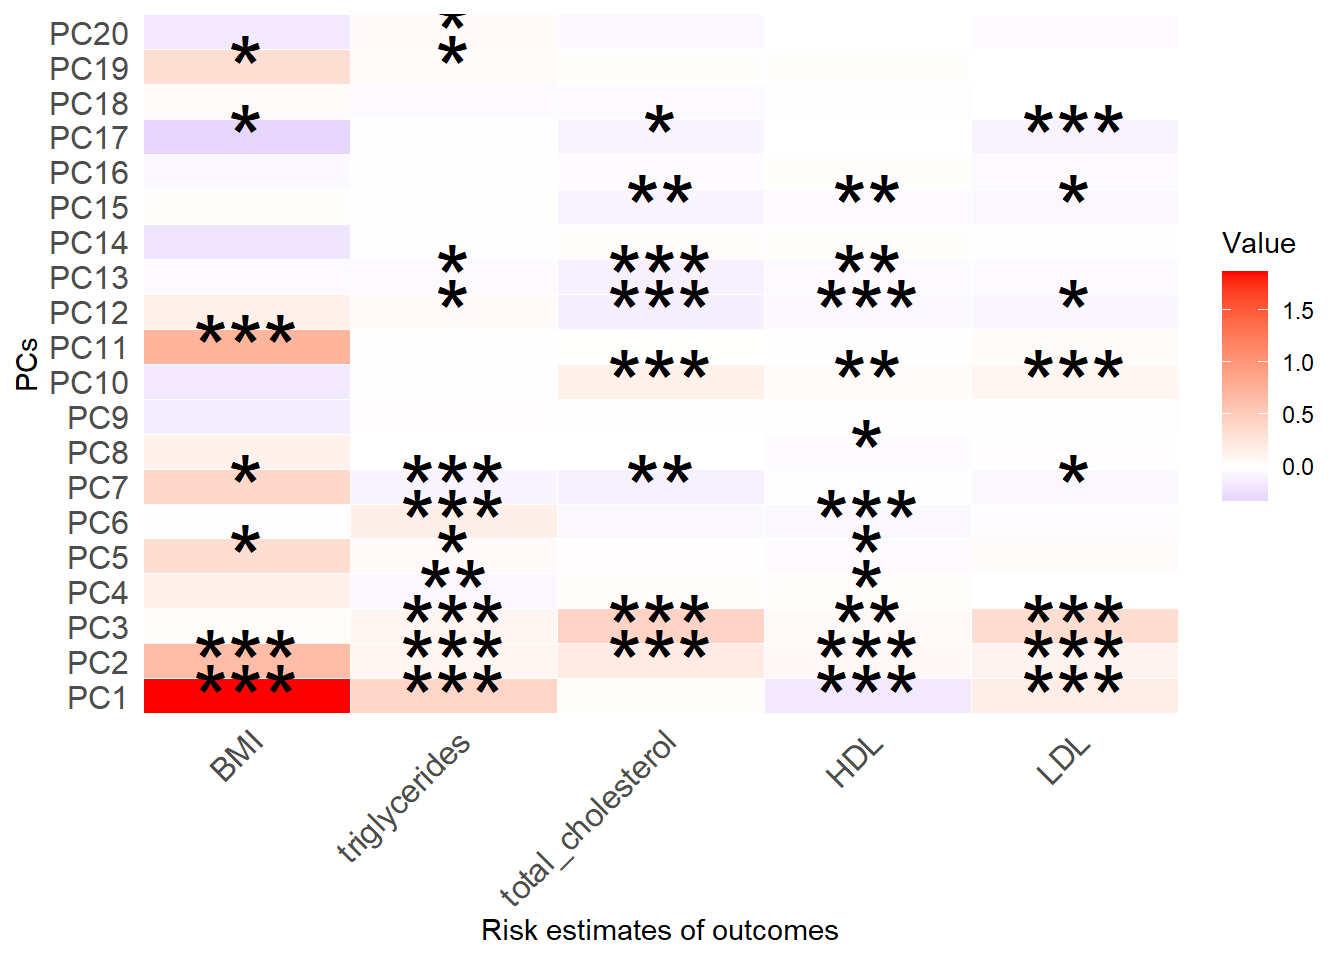 PC20 *
PC19 * *
PC18
PC17 * * ***
PC16
PC15 ** ** *
PC14
PC13 * *** **
PC12 * *** *** *
PC11 ***
PC10 *** ** ***
PC9
PC8 *
PC7 * *** ** *
PC6 *** ***
PC5 * * *
PC4 ** *
PC3 *** *** ** ***
PC2 *** *** *** *** ***
PC1 *** *** *** ***
PCs
BMI
triglycerides
total_cholesterol
HDL
LDL
Risk estimates of outcomes
Value
1.5
1.0
0.5
0.0